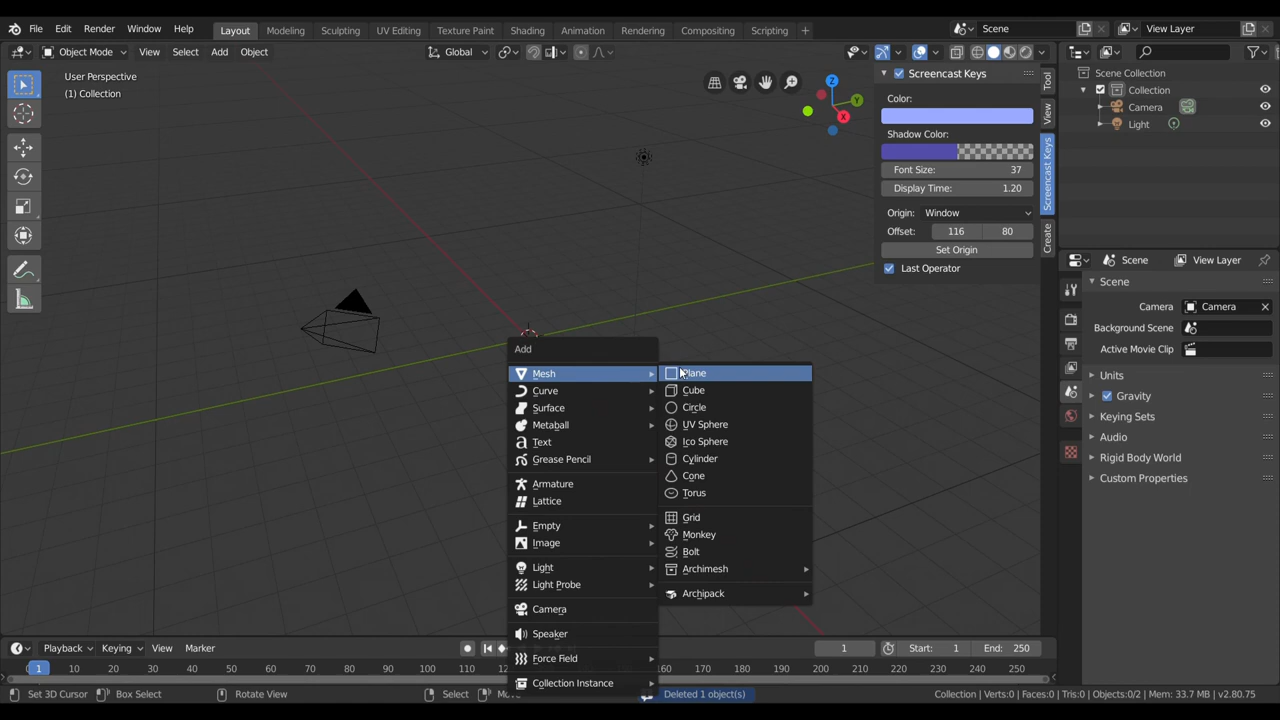 File Edit Render Window Help Layout Modeling Sculpting UV Editing Texture Paint Shading Animation Rendering Compositing Scripting + Scene View Layer
Object Mode View Select Add Object Global
User Perspective
(1) Collection
Z
Y
X
Screencast Keys
Color:
Shadow Color:
Font Size: 37
Display Time: 1.20
Origin: Window
Offset: 116 80
Set Origin
Last Operator
Tool
View
Screencast Keys
Create
Scene Collection
Collection
Camera
Light
Scene View Layer
Scene
Camera Camera
Background Scene
Active Movie Clip
Units
Gravity
Keying Sets
Audio
Rigid Body World
Custom Properties
Add
Mesh
Curve
Surface
Metaball
Text
Grease Pencil
Armature
Lattice
Empty
Image
Light
Light Probe
Camera
Speaker
Force Field
Collection Instance
Plane
Cube
Circle
UV Sphere
Ico Sphere
Cylinder
Cone
Torus
Grid
Monkey
Bolt
Archimesh
Archipack
Playback Keying View Marker 1 Start: 1 End: 250
1 10 20 30 40 50 60 70 80 90 100 110 120 160 170 180 190 200 210 220 230 240 250
Set 3D Cursor Box Select Rotate View Select Move Deleted 1 object(s) Collection | Verts:0 | Faces:0 | Tris:0 | Objects:0/2 | Mem: 33.7 MB | v2.80.75